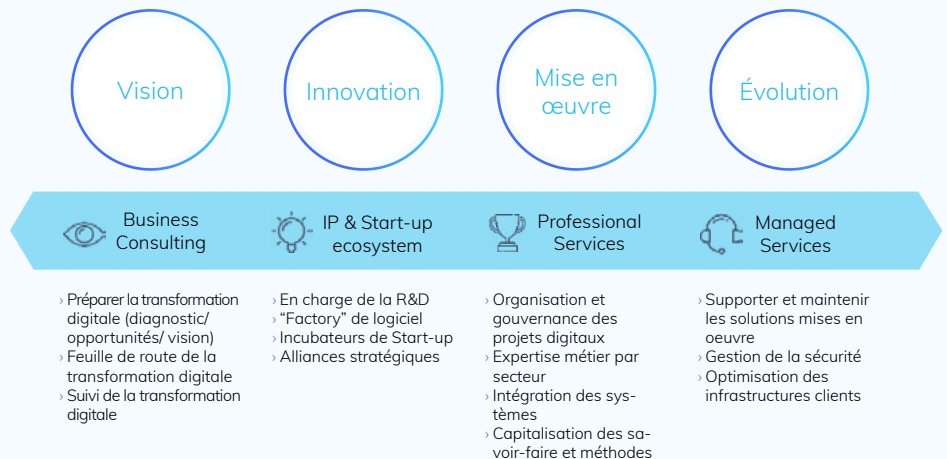 Vision
Innovation
Mise en
œuvre
Évolution
Business
Consulting
IP & Start-up
ecosystem
Professional
Services
Managed
Services
› Préparer la transformation
digitale (diagnostic/
opportunités/ vision)
› Feuille de route de la
transformation digitale
› Suivi de la transformation
digitale
› En charge de la R&D
› “Factory” de logiciel
› Incubateurs de Start-up
› Alliances stratégiques
› Organisation et
gouvernance des
projets digitaux
› Expertise métier par
secteur
› Intégration des sys-
tèmes
› Capitalisation des sa-
voir-faire et méthodes
› Supporter et maintenir
les solutions mises en
oeuvre
› Gestion de la sécurité
› Optimisation des
infrastructures clients